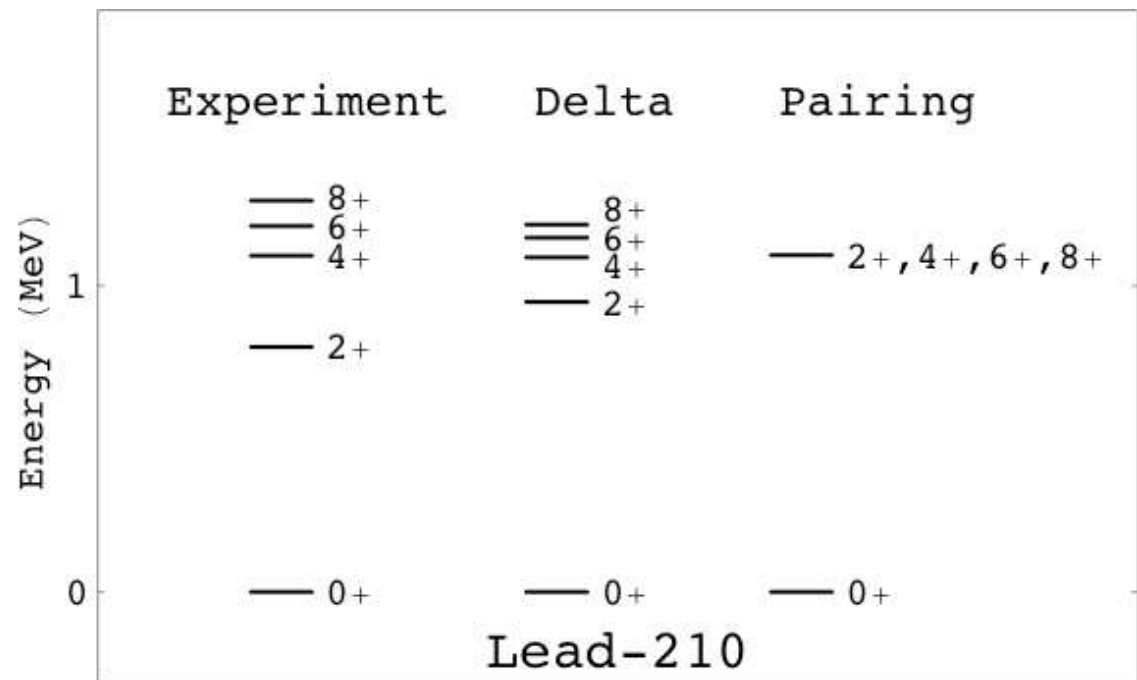 Experiment Delta Pairing
8+ 8+
6+ 6+
4+ 4+ 2+,4+,6+,8+
1
2+
2+
Energy (MeV)
0 0+ 0+ 0+
Lead-210